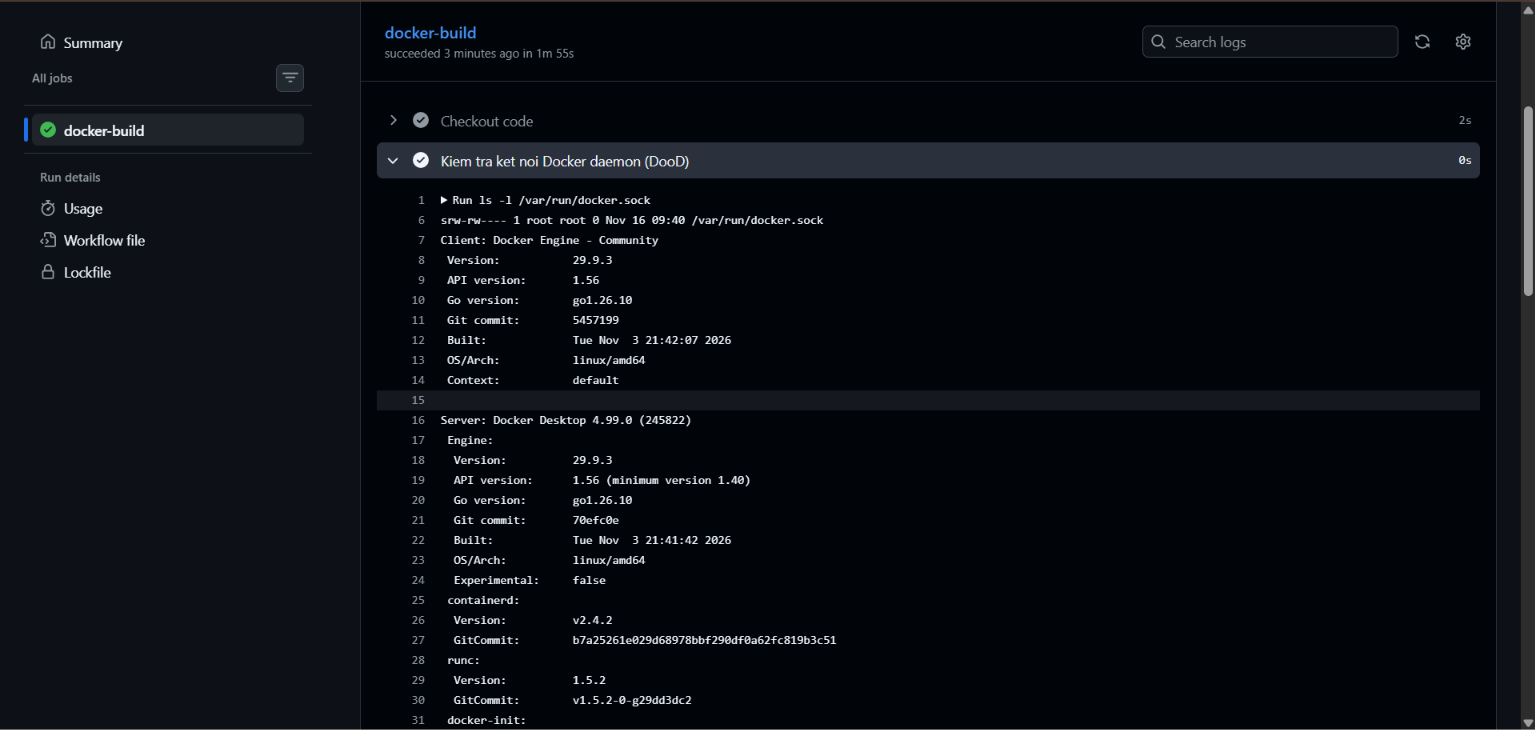 Summary
All jobs
docker-build
Run details
Usage
Workflow file
Lockfile
docker-build
succeeded 3 minutes ago in 1m 55s
Search logs
Checkout code 2s
Kiem tra ket noi Docker daemon (DooD) 0s
1 Run ls -l /var/run/docker.sock
6 srw-rw---- 1 root root 0 Nov 16 09:40 /var/run/docker.sock
7 Client: Docker Engine - Community
8 Version: 29.9.3
9 API version: 1.56
10 Go version: go1.26.10
11 Git commit: 5457199
12 Built: Tue Nov  3 21:42:07 2026
13 OS/Arch: linux/amd64
14 Context: default
15
16 Server: Docker Desktop 4.99.0 (245822)
17 Engine:
18 Version: 29.9.3
19 API version: 1.56 (minimum version 1.40)
20 Go version: go1.26.10
21 Git commit: 70efc0e
22 Built: Tue Nov  3 21:41:42 2026
23 OS/Arch: linux/amd64
24 Experimental: false
25 containerd:
26 Version: v2.4.2
27 GitCommit: b7a25261e029d68978bbf290df0a62fc819b3c51
28 runc:
29 Version: 1.5.2
30 GitCommit: v1.5.2-0-g29dd3dc2
31 docker-init: